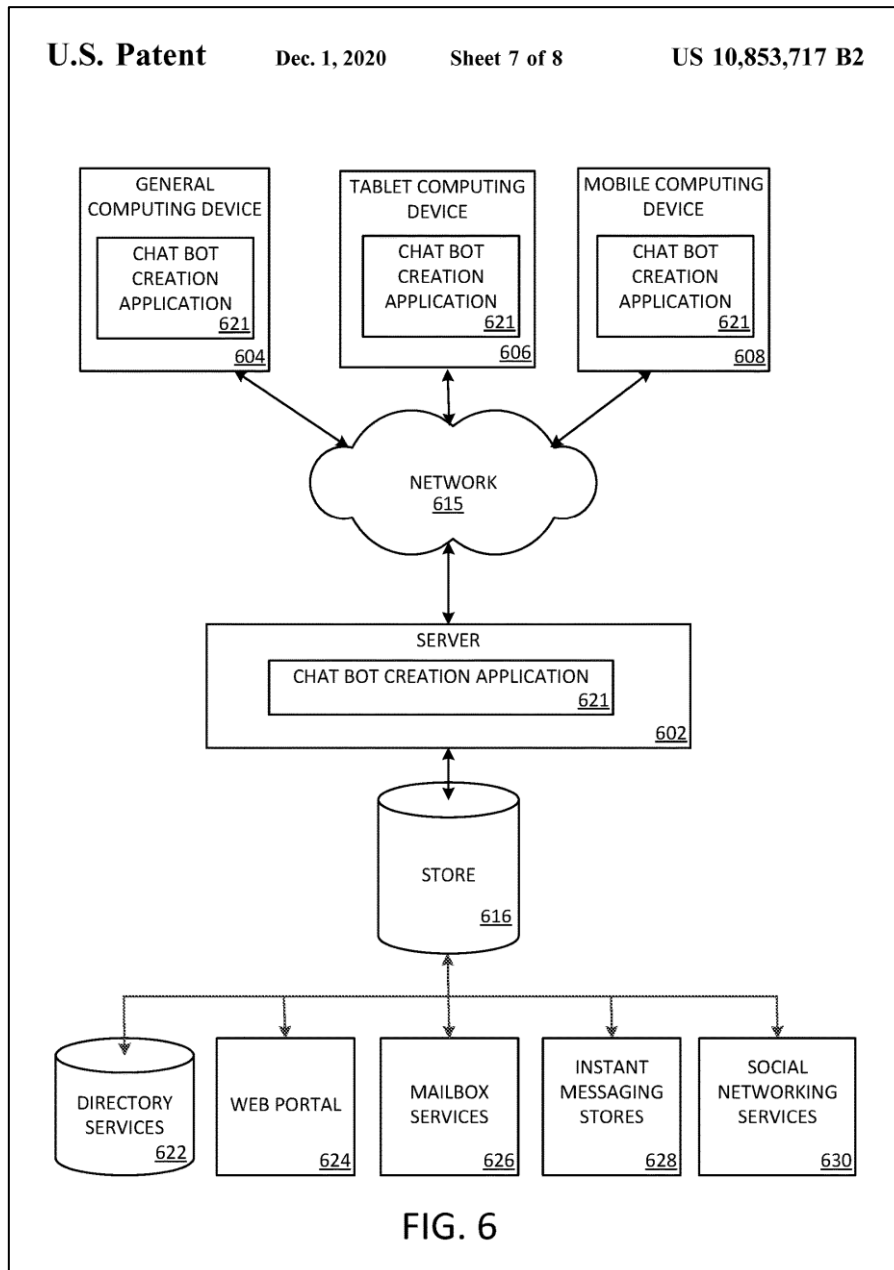 U.S. Patent Dec. 1, 2020 Sheet 7 of 8 US 10,853,717 B2
GENERAL
COMPUTING DEVICE
CHAT BOT
CREATION
APPLICATION
621
604
TABLET COMPUTING
DEVICE
CHAT BOT
CREATION
APPLICATION
621
606
MOBILE COMPUTING
DEVICE
CHAT BOT
CREATION
APPLICATION
621
608
NETWORK
615
SERVER
CHAT BOT CREATION APPLICATION
621
602
STORE
616
DIRECTORY
SERVICES
622
WEB PORTAL
624
MAILBOX
SERVICES
626
INSTANT
MESSAGING
STORES
628
SOCIAL
NETWORKING
SERVICES
630
FIG. 6